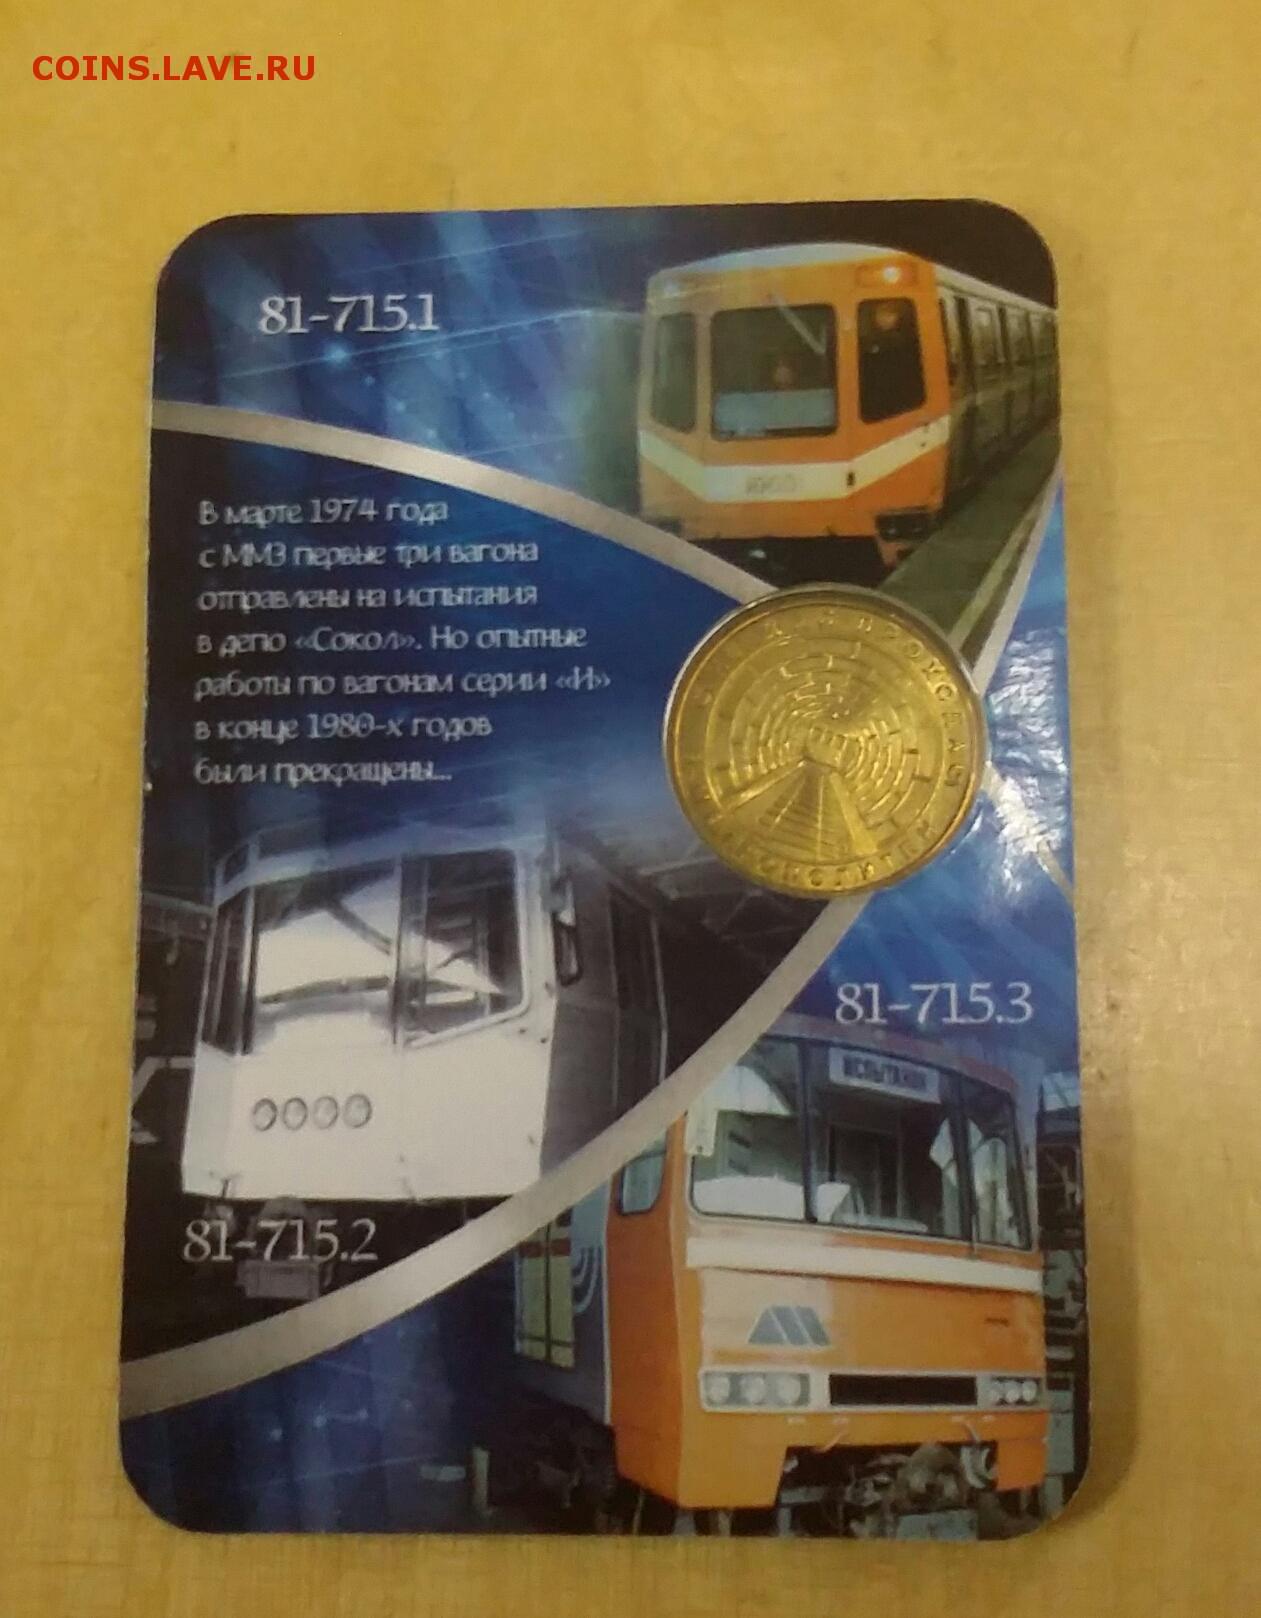 COINS.LAVE.RU
81-715.1
В марте 1974 года
с ММЗ первые три вагона
отправлены на испытания
в депо «Сокол». Но опытные
работы по вагонам серии «И»
в конце 1980-х годов
были прекращены...
81-715.3
ИСПЫТАНИЯ
81-715.2